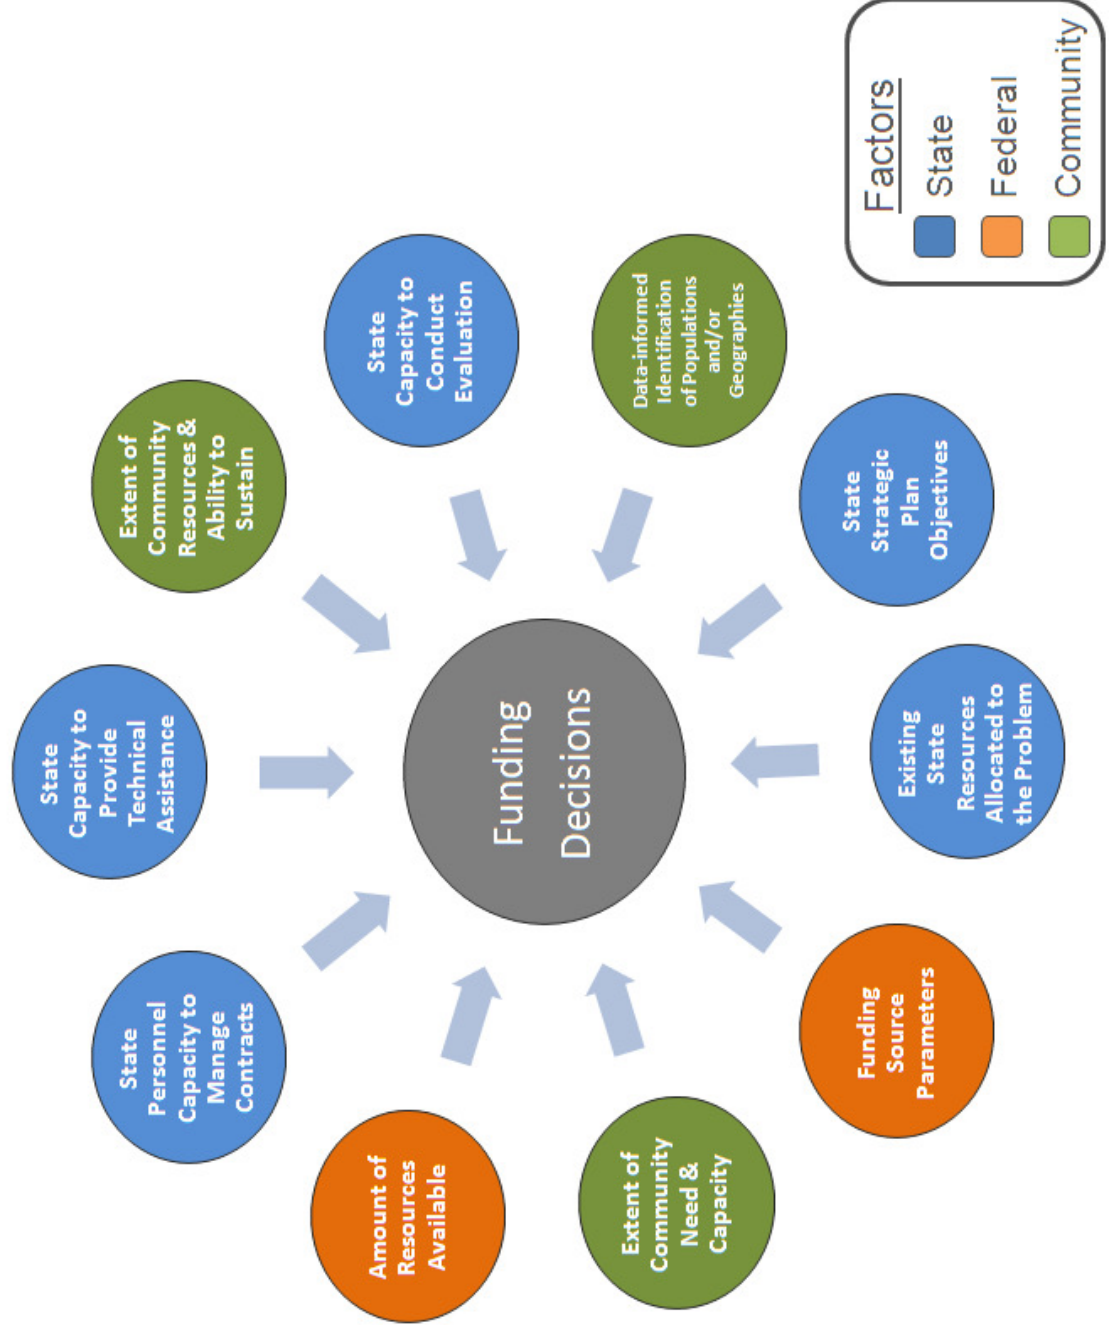 State
Capacity to
Provide
Technical
Assistance
Extent of
Community
Resources &
Ability to
Sustain
State
Capacity to
Conduct
Evaluation
Data-informed
Identification
of Populations
and/or
Geographies
State
Strategic
Plan
Objectives
Existing
State
Resources
Allocated to
the Problem
Funding
Source
Parameters
Extent of
Community
Need &
Capacity
Amount of
Resources
Available
State
Personnel
Capacity to
Manage
Contracts
Funding
Decisions
Factors
State
Federal
Community